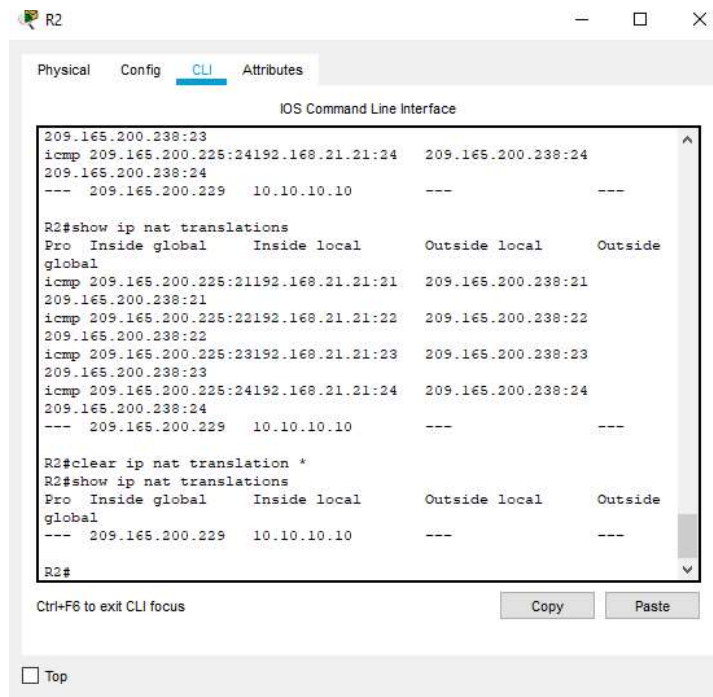 R2
Physical Config CLI Attributes
IOS Command Line Interface
209.165.200.238:23
icmp 209.165.200.225:24192.168.21.21:24 209.165.200.238:24
209.165.200.238:24
--- 209.165.200.229 10.10.10.10 --- ---
R2#show ip nat translations
Pro Inside global Inside local Outside local Outside
global
icmp 209.165.200.225:21192.168.21.21:21 209.165.200.238:21
209.165.200.238:21
icmp 209.165.200.225:22192.168.21.21:22 209.165.200.238:22
209.165.200.238:22
icmp 209.165.200.225:23192.168.21.21:23 209.165.200.238:23
209.165.200.238:23
icmp 209.165.200.225:24192.168.21.21:24 209.165.200.238:24
209.165.200.238:24
--- 209.165.200.229 10.10.10.10 --- ---
R2#clear ip nat translation *
R2#show ip nat translations
Pro Inside global Inside local Outside local Outside
global
--- 209.165.200.229 10.10.10.10 --- ---
R2#
Ctrl+F6 to exit CLI focus Copy Paste
Top